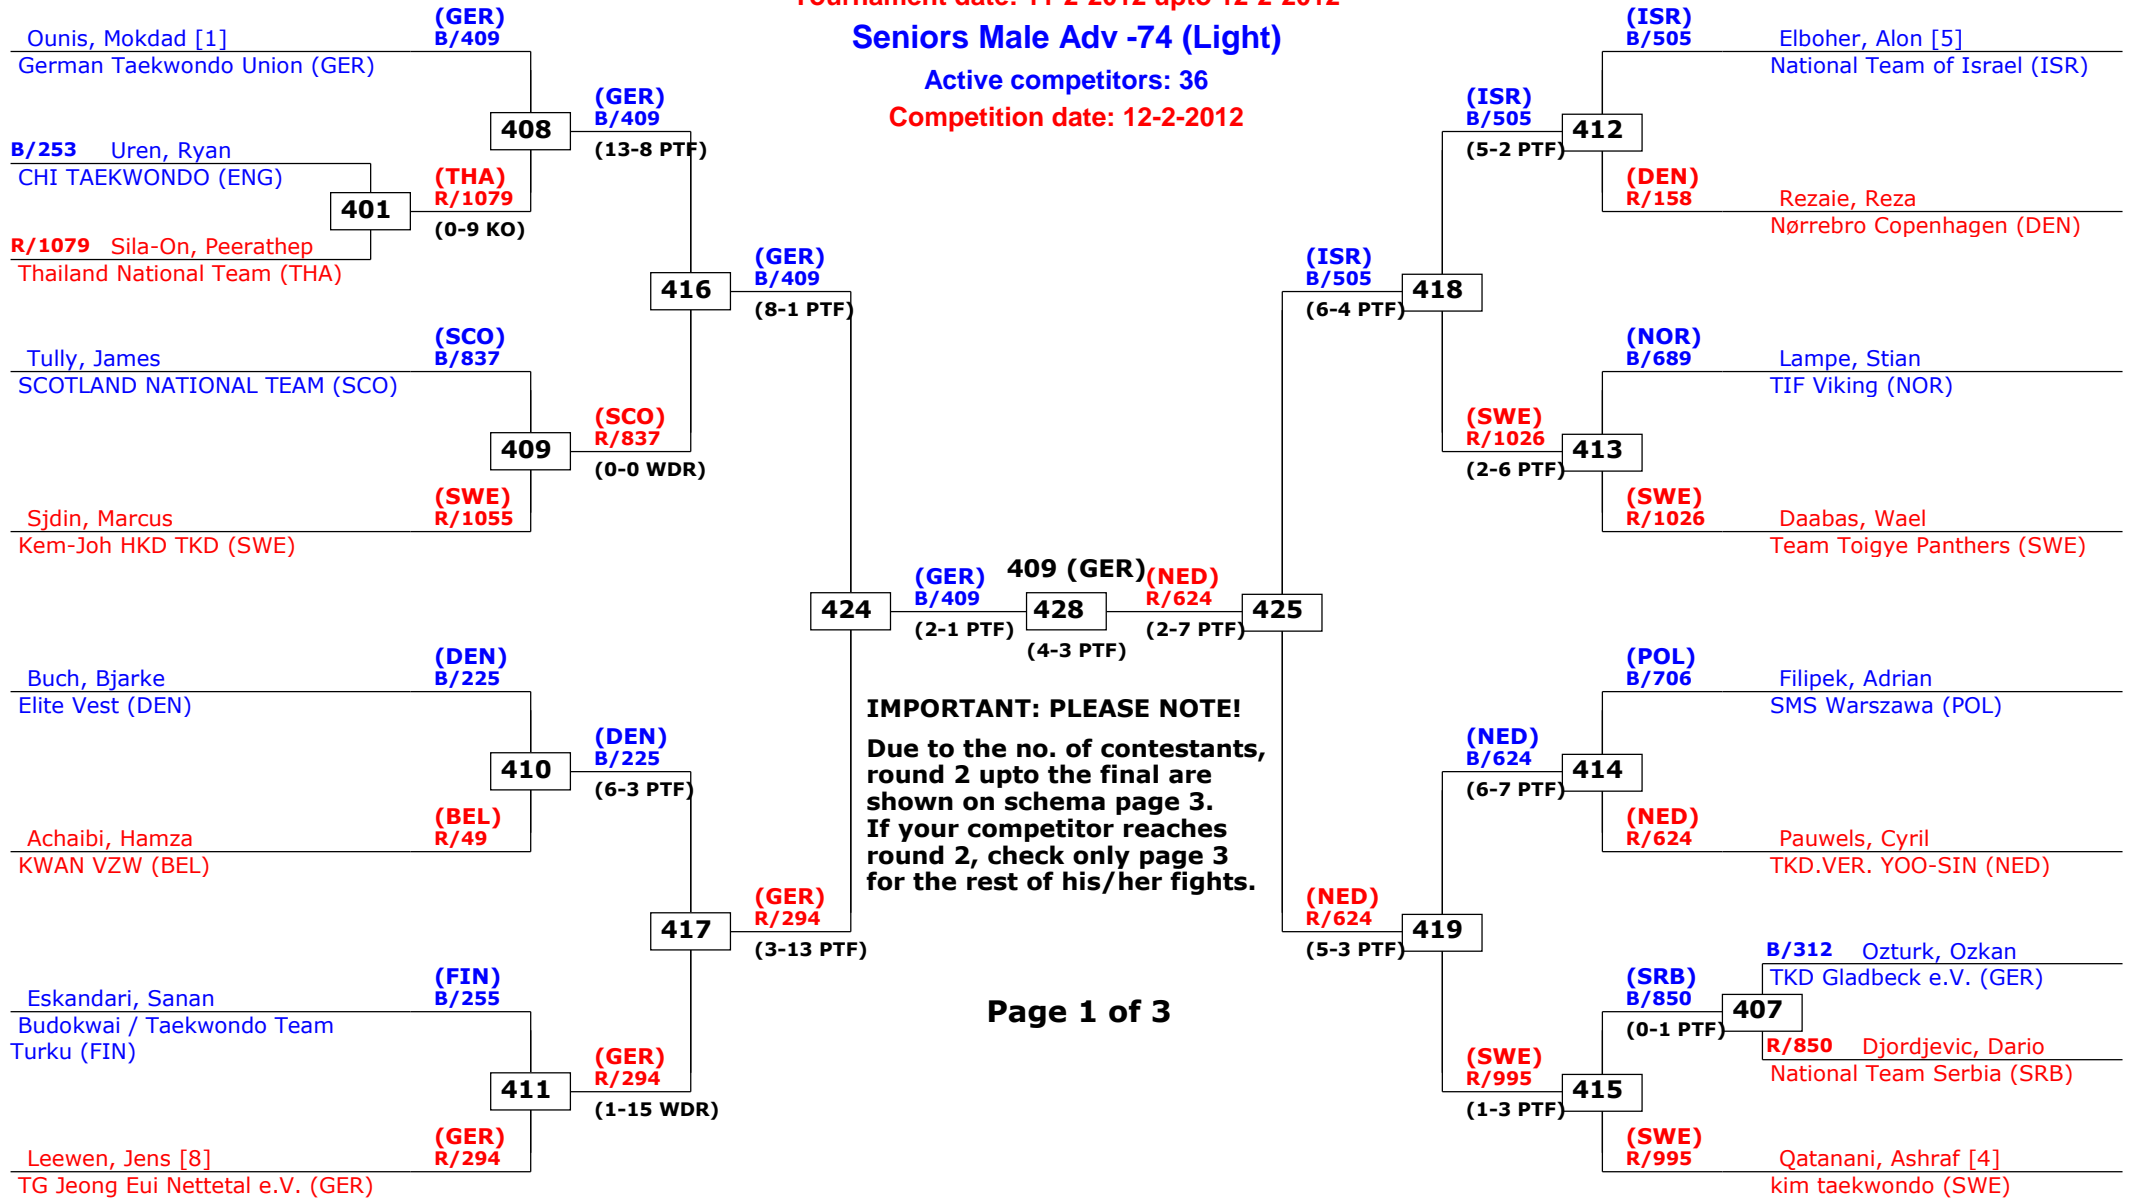 Tournament date: 11-2-2012 upto 12-2-2012
Seniors Male Adv -74 (Light)
Active competitors: 36
Competition date: 12-2-2012
Ounis, Mokdad [1]
German Taekwondo Union (GER)
(GER)
B/409
B/253 Uren, Ryan
CHI TAEKWONDO (ENG)
401
R/1079 Sila-On, Peerathep
Thailand National Team (THA)
(THA)
R/1079
(0-9 KO)
408
(GER)
B/409
(13-8 PTF)
Tully, James
SCOTLAND NATIONAL TEAM (SCO)
(SCO)
B/837
409
Sjdin, Marcus
Kem-Joh HKD TKD (SWE)
(SWE)
R/1055
(SCO)
R/837
(0-0 WDR)
416
(GER)
B/409
(8-1 PTF)
Buch, Bjarke
Elite Vest (DEN)
(DEN)
B/225
410
Achaibi, Hamza
KWAN VZW (BEL)
(BEL)
R/49
(DEN)
B/225
(6-3 PTF)
Eskandari, Sanan
Budokwai / Taekwondo Team
Turku (FIN)
(FIN)
B/255
411
Leewen, Jens [8]
TG Jeong Eui Nettetal e.V. (GER)
(GER)
R/294
(GER)
R/294
(1-15 WDR)
417
(GER)
R/294
(3-13 PTF)
424
(GER)
B/409
(2-1 PTF)
409 (GER)
428
(4-3 PTF)
(NED)
R/624
(2-7 PTF)
425
IMPORTANT: PLEASE NOTE!
Due to the no. of contestants,
round 2 upto the final are
shown on schema page 3.
If your competitor reaches
round 2, check only page 3
for the rest of his/her fights.
Page 1 of 3
(ISR)
B/505
Elboher, Alon [5]
National Team of Israel (ISR)
(ISR)
B/505
(5-2 PTF)
412
(DEN)
R/158
Rezaie, Reza
Nørrebro Copenhagen (DEN)
(ISR)
B/505
(6-4 PTF)
418
(NOR)
B/689
Lampe, Stian
TIF Viking (NOR)
(SWE)
R/1026
(2-6 PTF)
413
(SWE)
R/1026
Daabas, Wael
Team Toigye Panthers (SWE)
(POL)
B/706
Filipek, Adrian
SMS Warszawa (POL)
(NED)
B/624
(6-7 PTF)
414
(NED)
R/624
Pauwels, Cyril
TKD.VER. YOO-SIN (NED)
(NED)
R/624
(5-3 PTF)
419
B/312 Ozturk, Ozkan
TKD Gladbeck e.V. (GER)
(SRB)
B/850
(0-1 PTF)
407
R/850 Djordjevic, Dario
National Team Serbia (SRB)
(SWE)
R/995
(1-3 PTF)
415
(SWE)
R/995
Qatanani, Ashraf [4]
kim taekwondo (SWE)